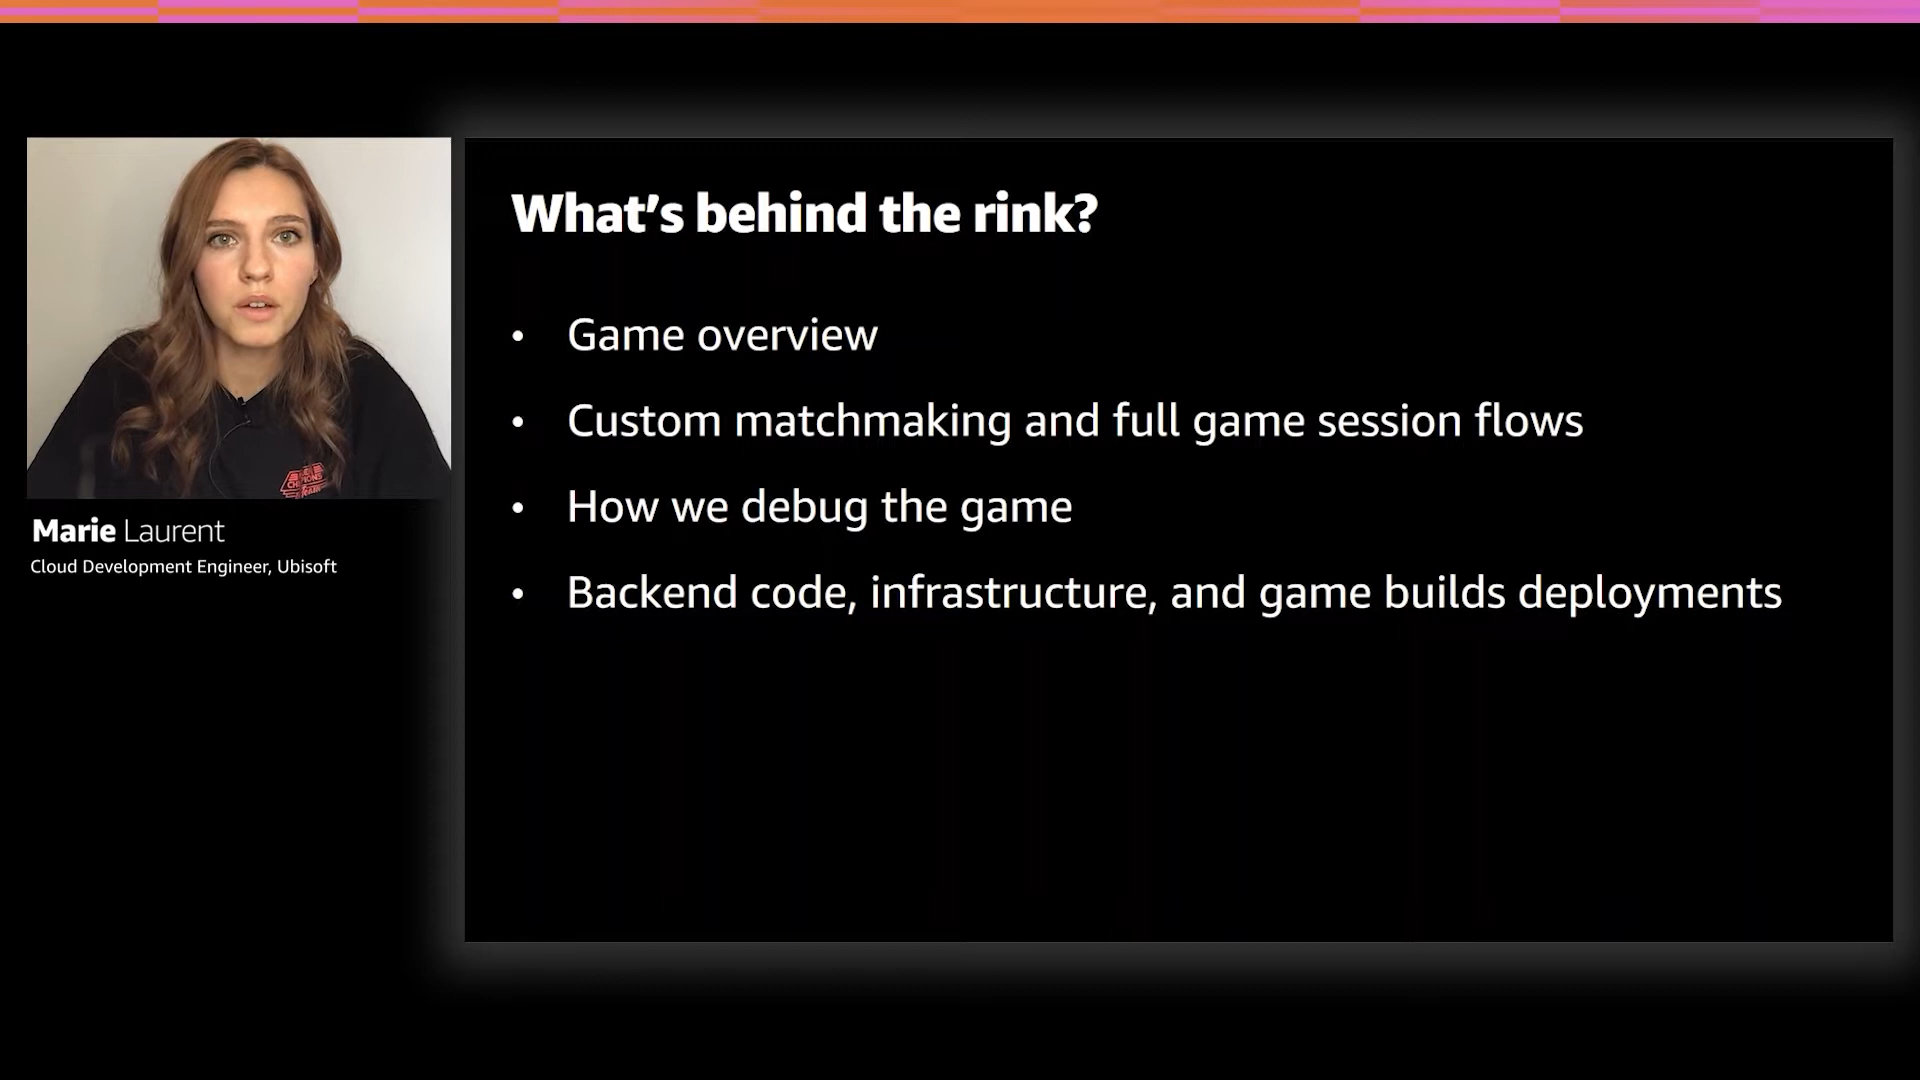 What's behind the rink?
• Game overview
• Custom matchmaking and full game session flows
• How we debug the game
• Backend code, infrastructure, and game builds deployments
Marie Laurent
Cloud Development Engineer, Ubisoft